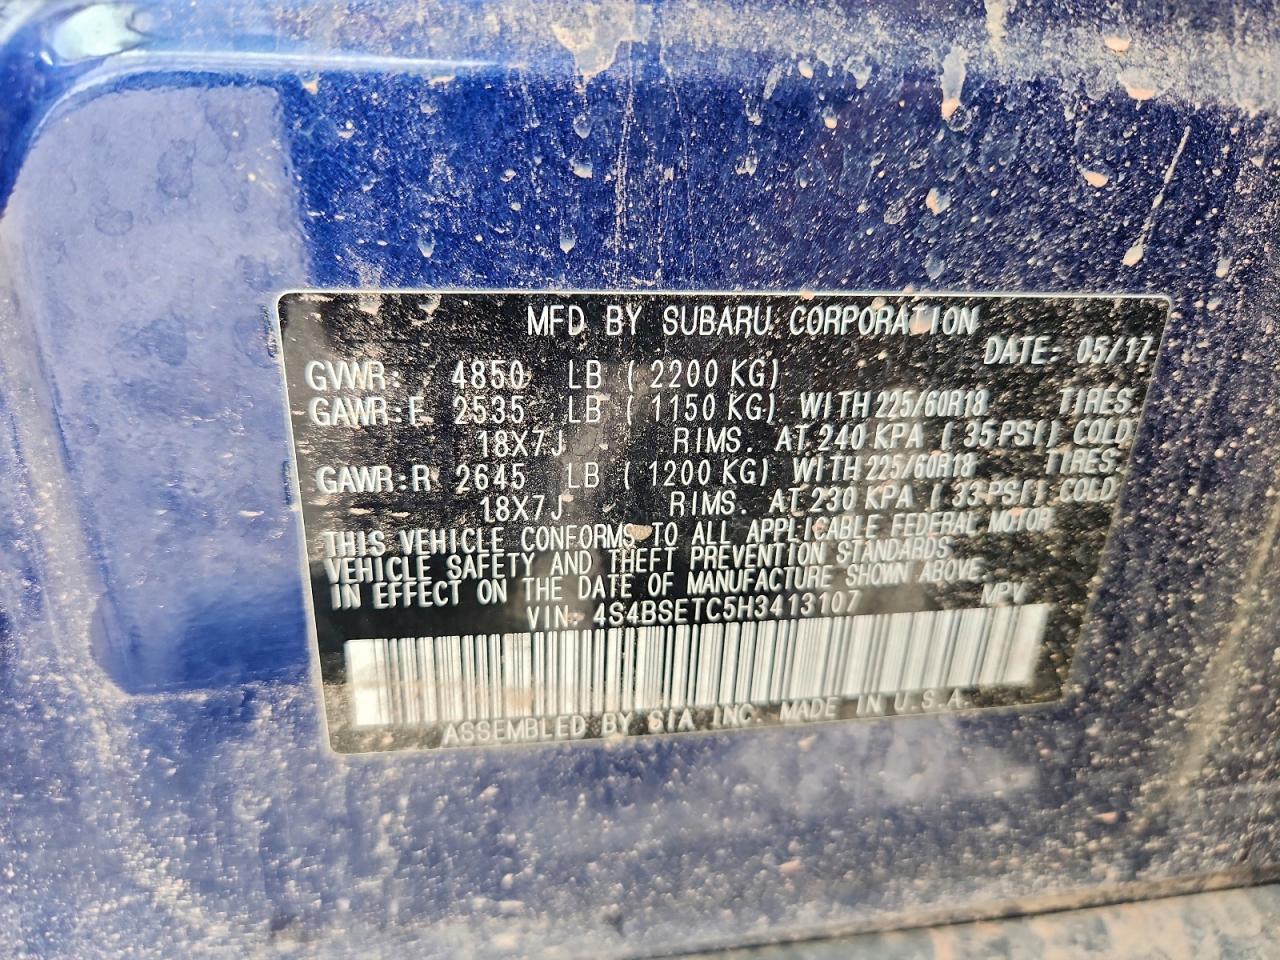 MFD BY SUBARU CORPORATION
DATE: 05/17
GVWR: 4850 LB ( 2200 KG)
GAWR:F 2535 LB ( 1150 KG) WITH 225/60R18 TIRES
18X7J RIMS. AT 240 KPA ( 35 PSI) COLD
GAWR:R 2645 LB ( 1200 KG) WITH 225/60R18 TIRES
18X7J RIMS. AT 230 KPA ( 33 PSI) COLD
THIS VEHICLE CONFORMS TO ALL APPLICABLE FEDERAL MOTOR
VEHICLE SAFETY AND THEFT PREVENTION STANDARDS
IN EFFECT ON THE DATE OF MANUFACTURE SHOWN ABOVE
VIN: 4S4BSETC5H3413107 MPV
ASSEMBLED BY SIA INC. MADE IN U.S.A.